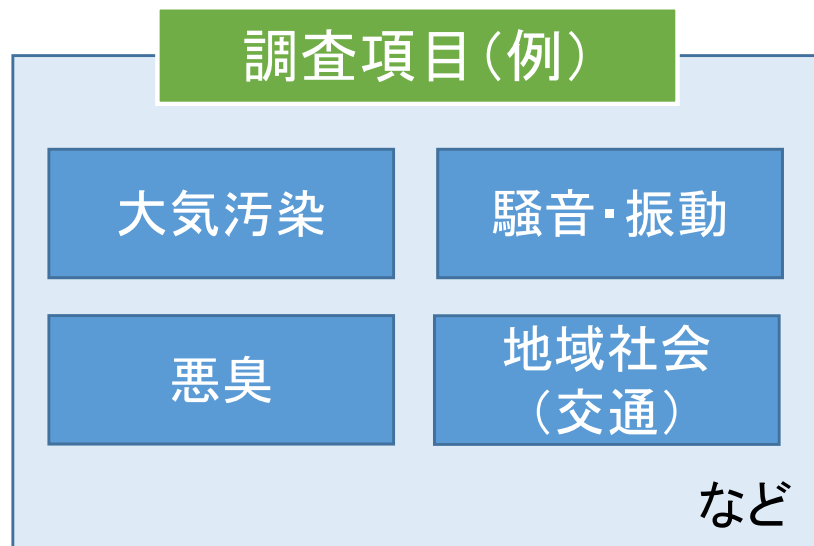 調査項目(例)
大気汚染
騒音・振動
悪臭
地域社会
(交通)
など